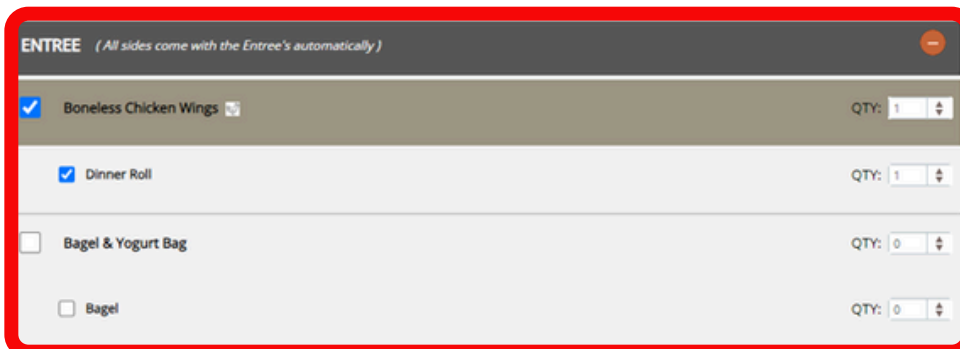 ENTREE ( All sides come with the Entree's automatically )
Boneless Chicken Wings QTY: 1
Dinner Roll QTY: 1
Bagel & Yogurt Bag QTY: 0
Bagel QTY: 0